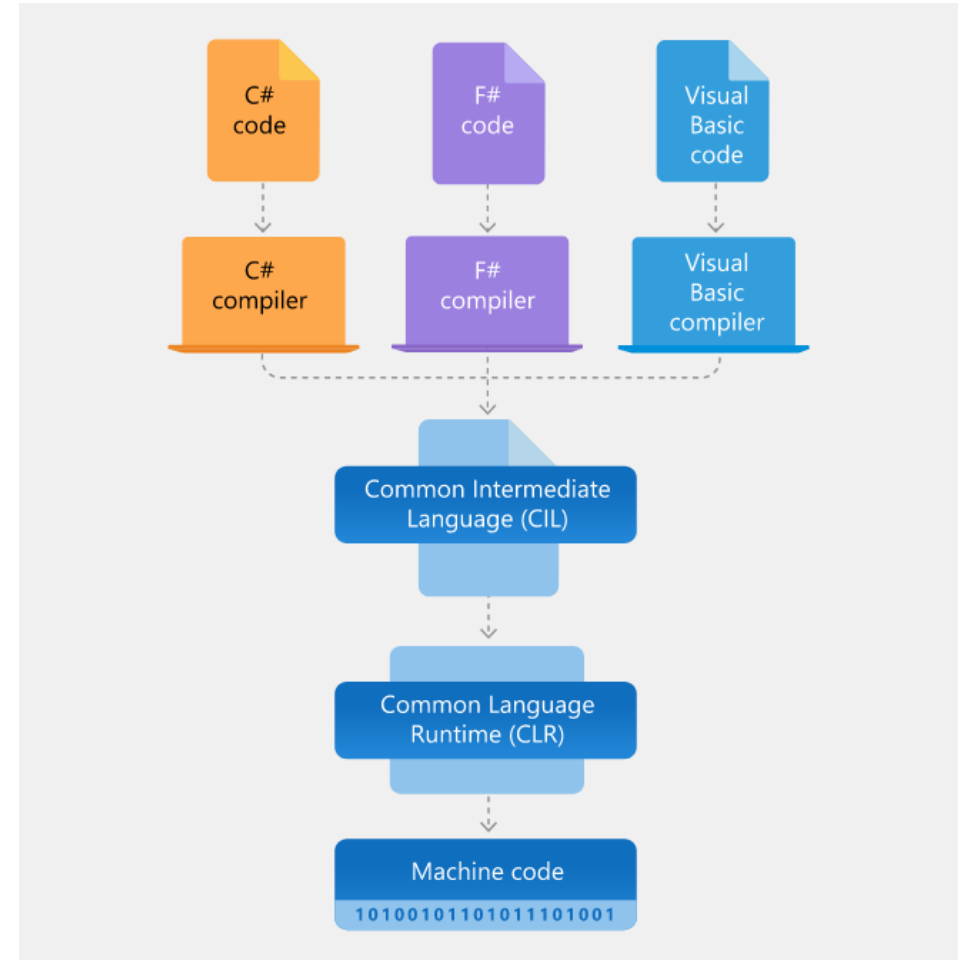 C#
code
F#
code
Visual
Basic
code
C#
compiler
F#
compiler
Visual
Basic
compiler
Common Intermediate
Language (CIL)
Common Language
Runtime (CLR)
Machine code
10100101101011101001